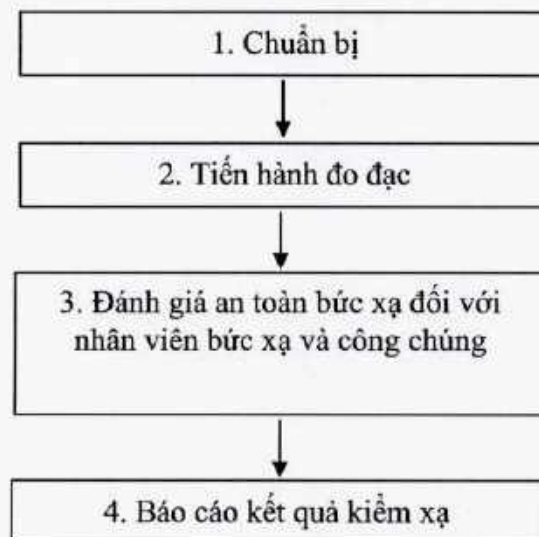 1. Chuẩn bị
2. Tiến hành đo đạc
3. Đánh giá an toàn bức xạ đối với
nhân viên bức xạ và công chúng
4. Báo cáo kết quả kiểm xạ